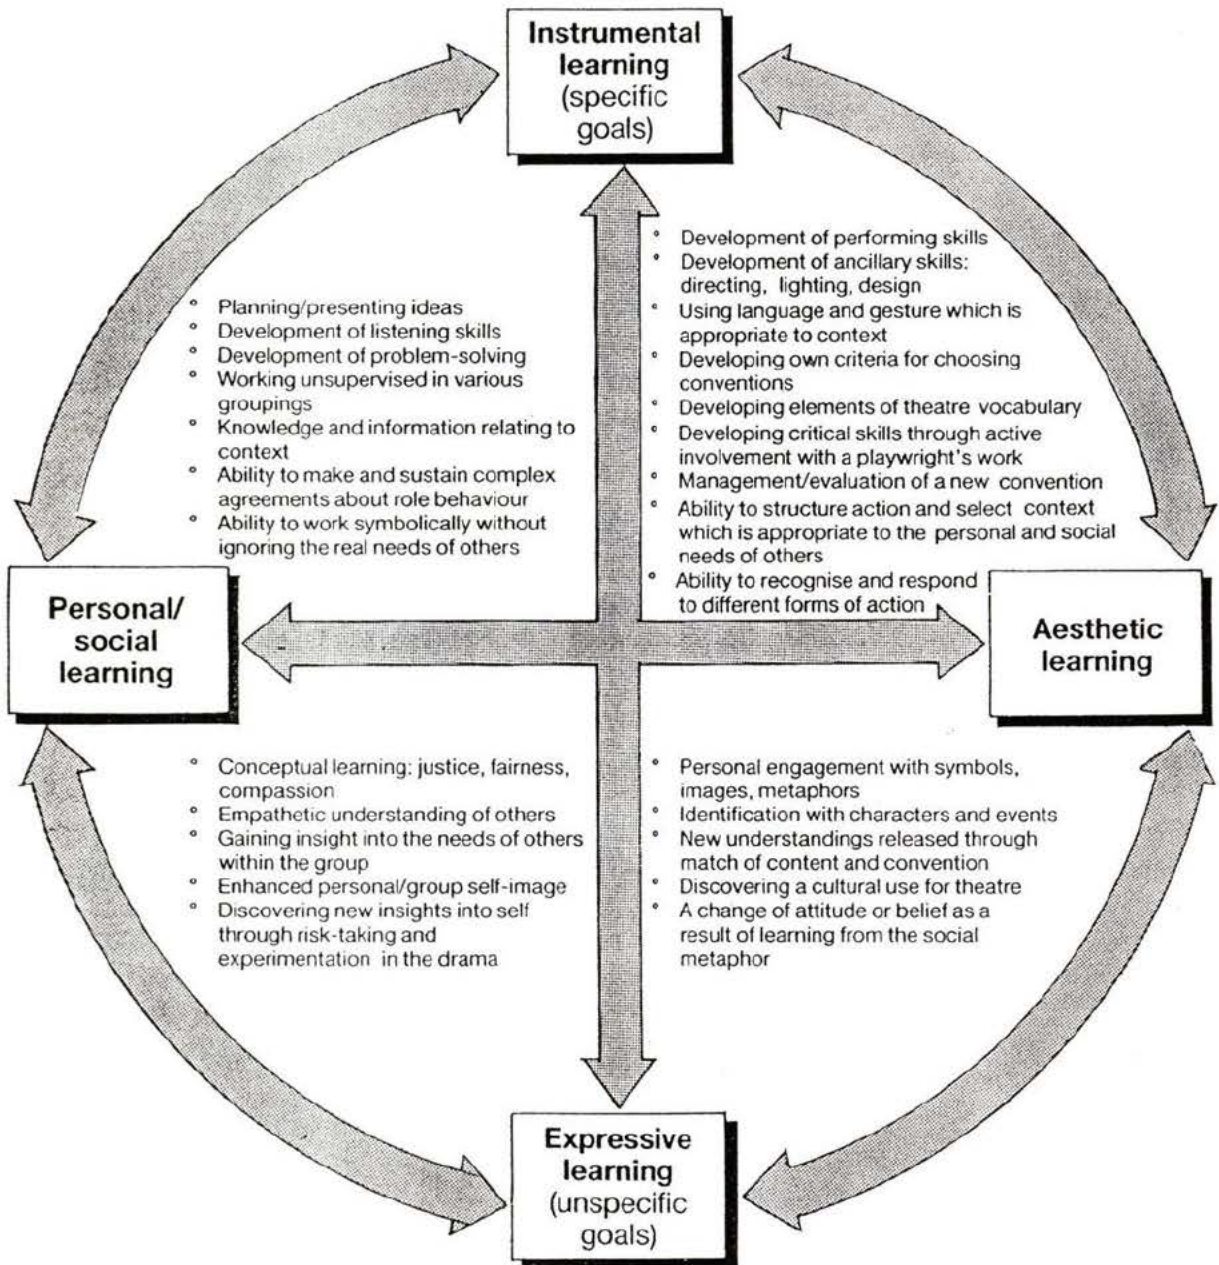 Instrumental
learning
(specific
goals)
° Planning/presenting ideas
° Development of listening skills
° Development of problem-solving
° Working unsupervised in various
groupings
° Knowledge and information relating to
context
° Ability to make and sustain complex
agreements about role behaviour
° Ability to work symbolically without
ignoring the real needs of others
° Development of performing skills
° Development of ancillary skills:
directing, lighting, design
° Using language and gesture which is
appropriate to context
° Developing own criteria for choosing
conventions
° Developing elements of theatre vocabulary
° Developing critical skills through active
involvement with a playwright's work
° Management/evaluation of a new convention
° Ability to structure action and select context
which is appropriate to the personal and social
needs of others
° Ability to recognise and respond
to different forms of action
Personal/
social
learning
Aesthetic
learning
° Conceptual learning: justice, fairness,
compassion
° Empathetic understanding of others
° Gaining insight into the needs of others
within the group
° Enhanced personal/group self-image
° Discovering new insights into self
through risk-taking and
experimentation in the drama
° Personal engagement with symbols,
images, metaphors
° Identification with characters and events
° New understandings released through
match of content and convention
° Discovering a cultural use for theatre
° A change of attitude or belief as a
result of learning from the social
metaphor
Expressive
learning
(unspecific
goals)